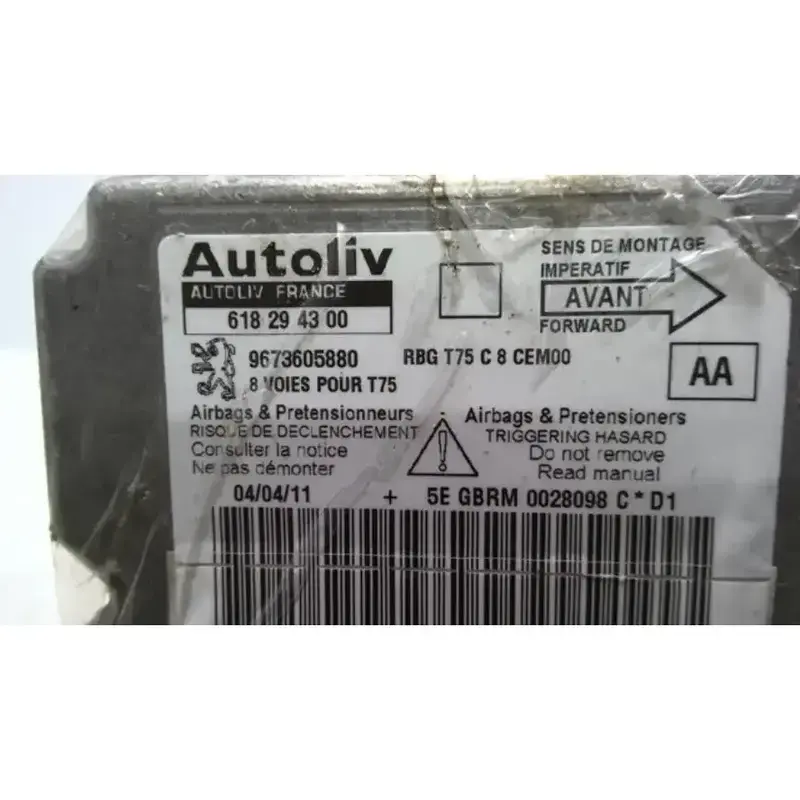 Autoliv
AUTOLIV FRANCE
618 29 43 00
SENS DE MONTAGE
IMPERATIF
AVANT
FORWARD
9673605880 RBG T75 C 8 CEM00
8 VOIES POUR T75
AA
Airbags & Pretensionneurs
RISQUE DE DECLENCHEMENT
Consulter la notice
Ne pas démonter
!
Airbags & Pretensioners
TRIGGERING HASARD
Do not remove
Read manual
04/04/11 + 5E GBRM 0028098 C * D1